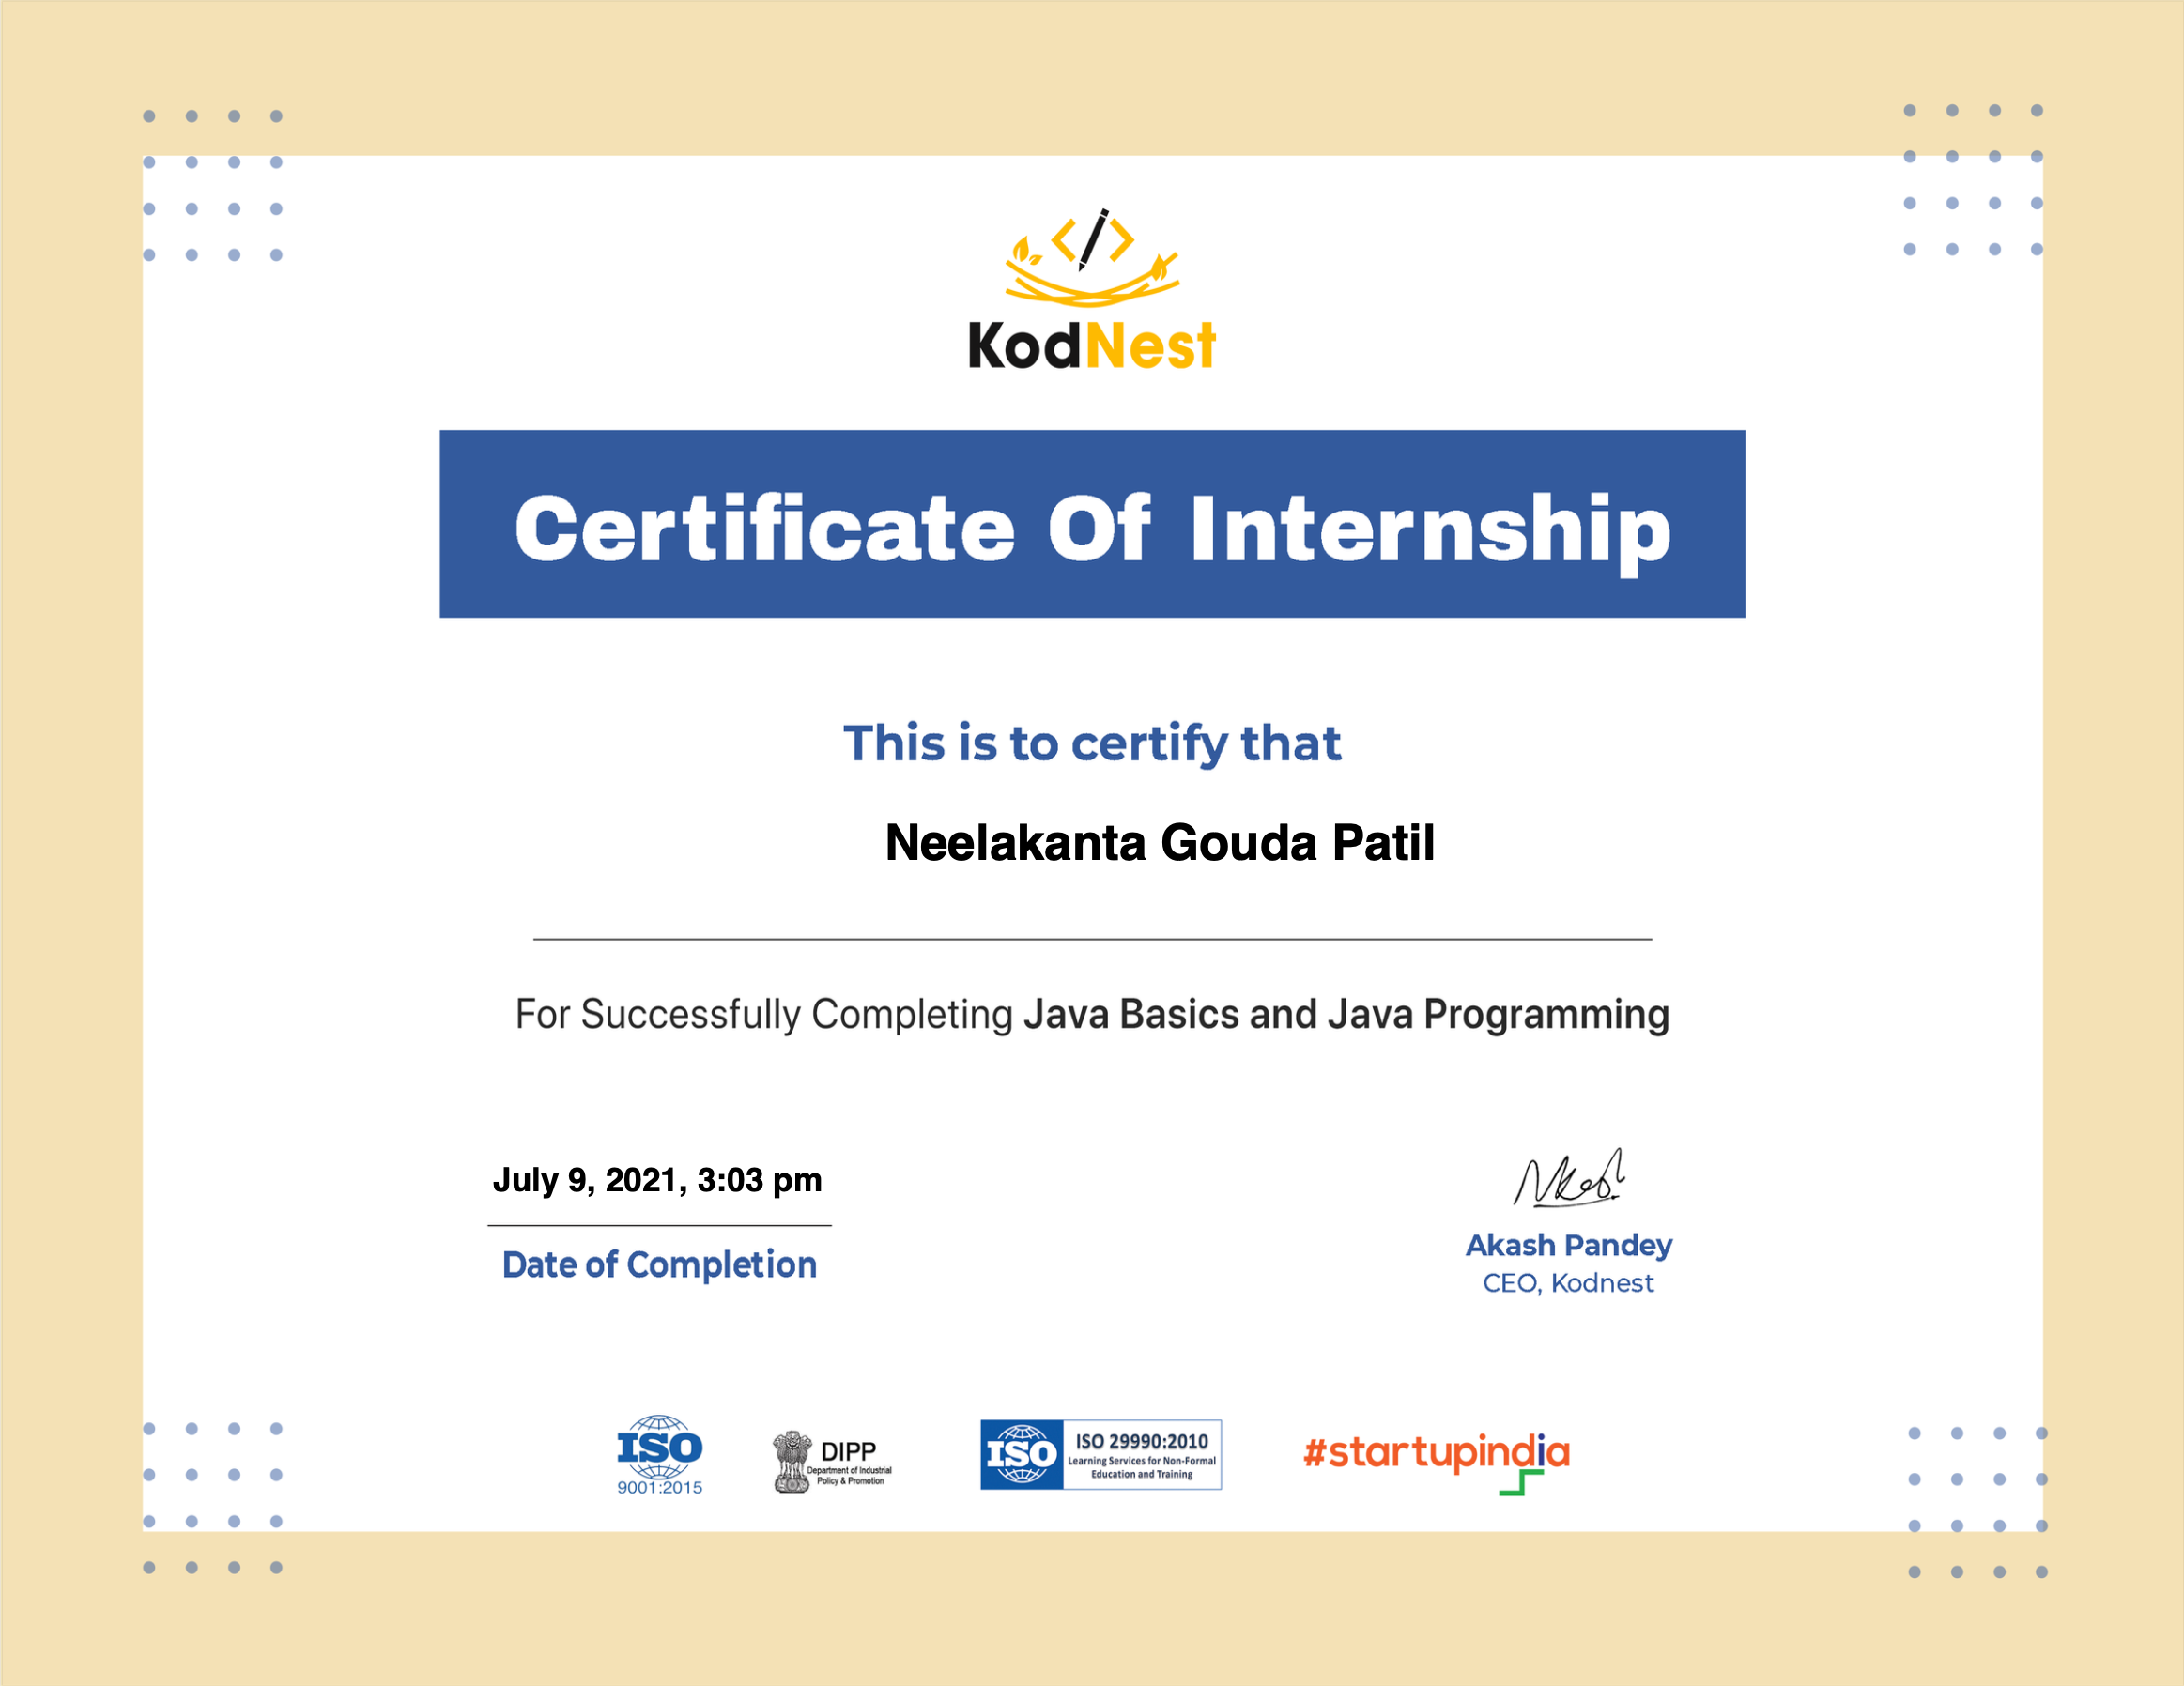 KodNest
Certificate Of Internship
This is to certify that
Neelakanta Gouda Patil
For Successfully Completing Java Basics and Java Programming
July 9, 2021, 3:03 pm
Date of Completion
Akash Pandey
CEO, Kodnest
ISO
9001:2015
DIPP
Department of Industrial
Policy & Promotion
ISO
ISO 29990:2010
Learning Services for Non-Formal
Education and Training
#startupindia